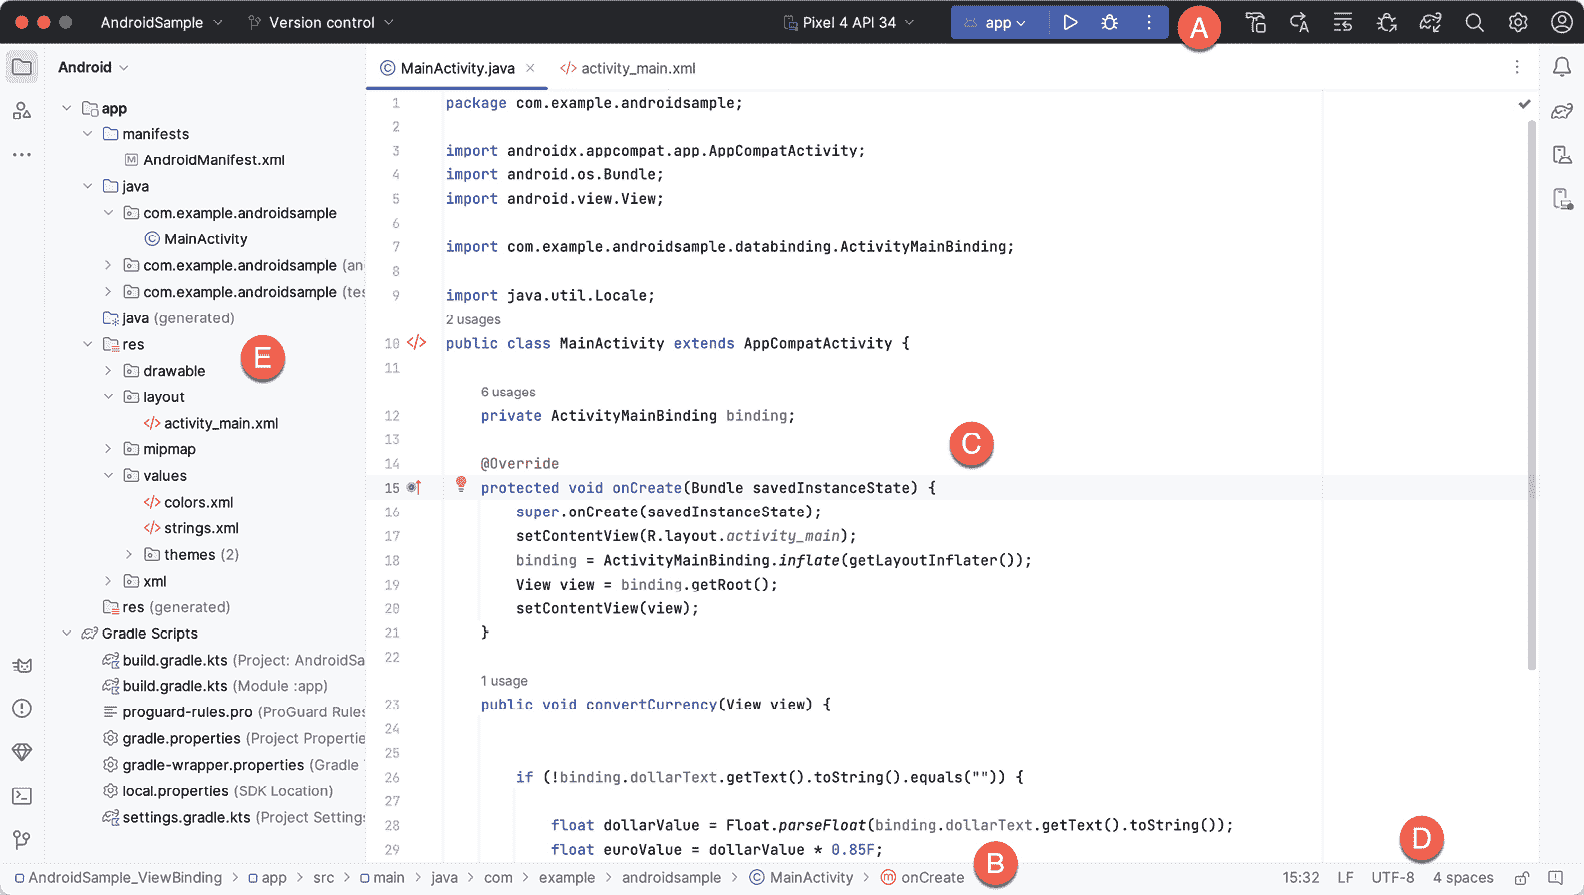 AndroidSample
Version control
Pixel 4 API 34
app
A
Android
MainActivity.java
activity_main.xml
app
manifests
AndroidManifest.xml
java
com.example.androidsample
MainActivity
com.example.androidsample (an
com.example.androidsample (tes
java (generated)
res
E
drawable
layout
activity_main.xml
mipmap
values
colors.xml
strings.xml
themes (2)
xml
res (generated)
Gradle Scripts
build.gradle.kts (Project: AndroidSa
build.gradle.kts (Module :app)
proguard-rules.pro (ProGuard Rules
gradle.properties (Project Propertie
gradle-wrapper.properties (Gradle
local.properties (SDK Location)
settings.gradle.kts (Project Settings
1 package com.example.androidsample;
2
3 import androidx.appcompat.app.AppCompatActivity;
4 import android.os.Bundle;
5 import android.view.View;
6
7 import com.example.androidsample.databinding.ActivityMainBinding;
8
9 import java.util.Locale;
2 usages
10 public class MainActivity extends AppCompatActivity {
11
6 usages
12 private ActivityMainBinding binding;
13
C
14 @Override
15 protected void onCreate(Bundle savedInstanceState) {
16 super.onCreate(savedInstanceState);
17 setContentView(R.layout.activity_main);
18 binding = ActivityMainBinding.inflate(getLayoutInflater());
19 View view = binding.getRoot();
20 setContentView(view);
21 }
22
1 usage
23 public void convertCurrency(View view) {
24
25
26 if (!binding.dollarText.getText().toString().equals("")) {
27
28 float dollarValue = Float.parseFloat(binding.dollarText.getText().toString());
29 float euroValue = dollarValue * 0.85F;
D
B
AndroidSample_ViewBinding > app > src > main > java > com > example > androidsample > MainActivity > onCreate
15:32 LF UTF-8 4 spaces